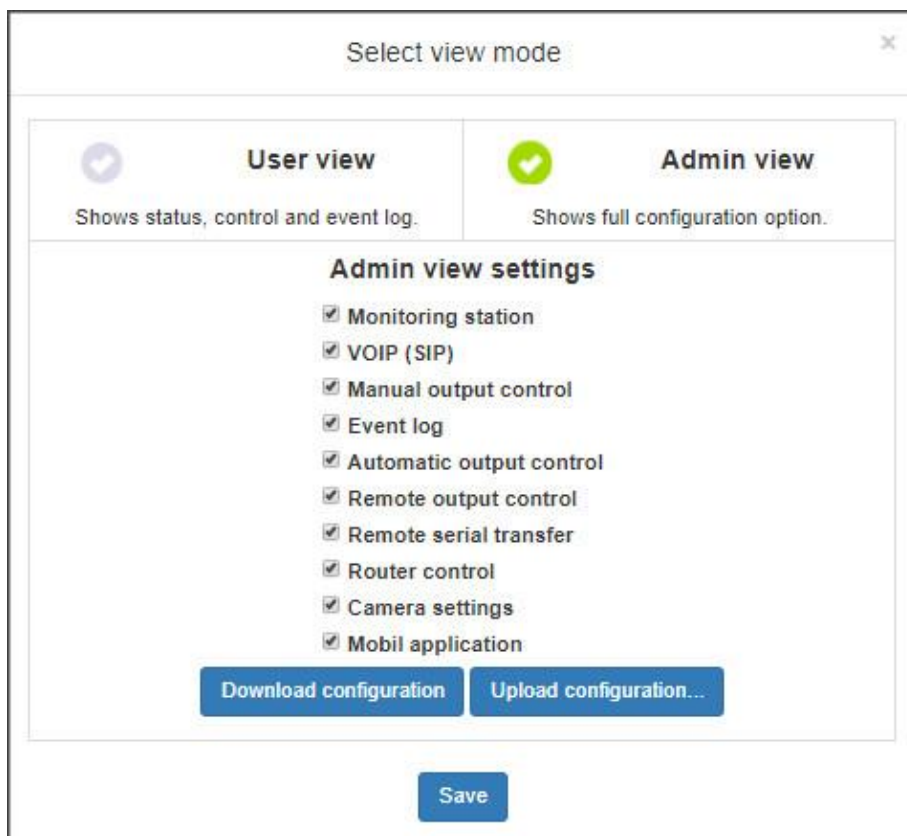 Select view mode
×
User view
Admin view
Shows status, control and event log.
Shows full configuration option.
Admin view settings
Monitoring station
VOIP (SIP)
Manual output control
Event log
Automatic output control
Remote output control
Remote serial transfer
Router control
Camera settings
Mobil application
Download configuration
Upload configuration...
Save